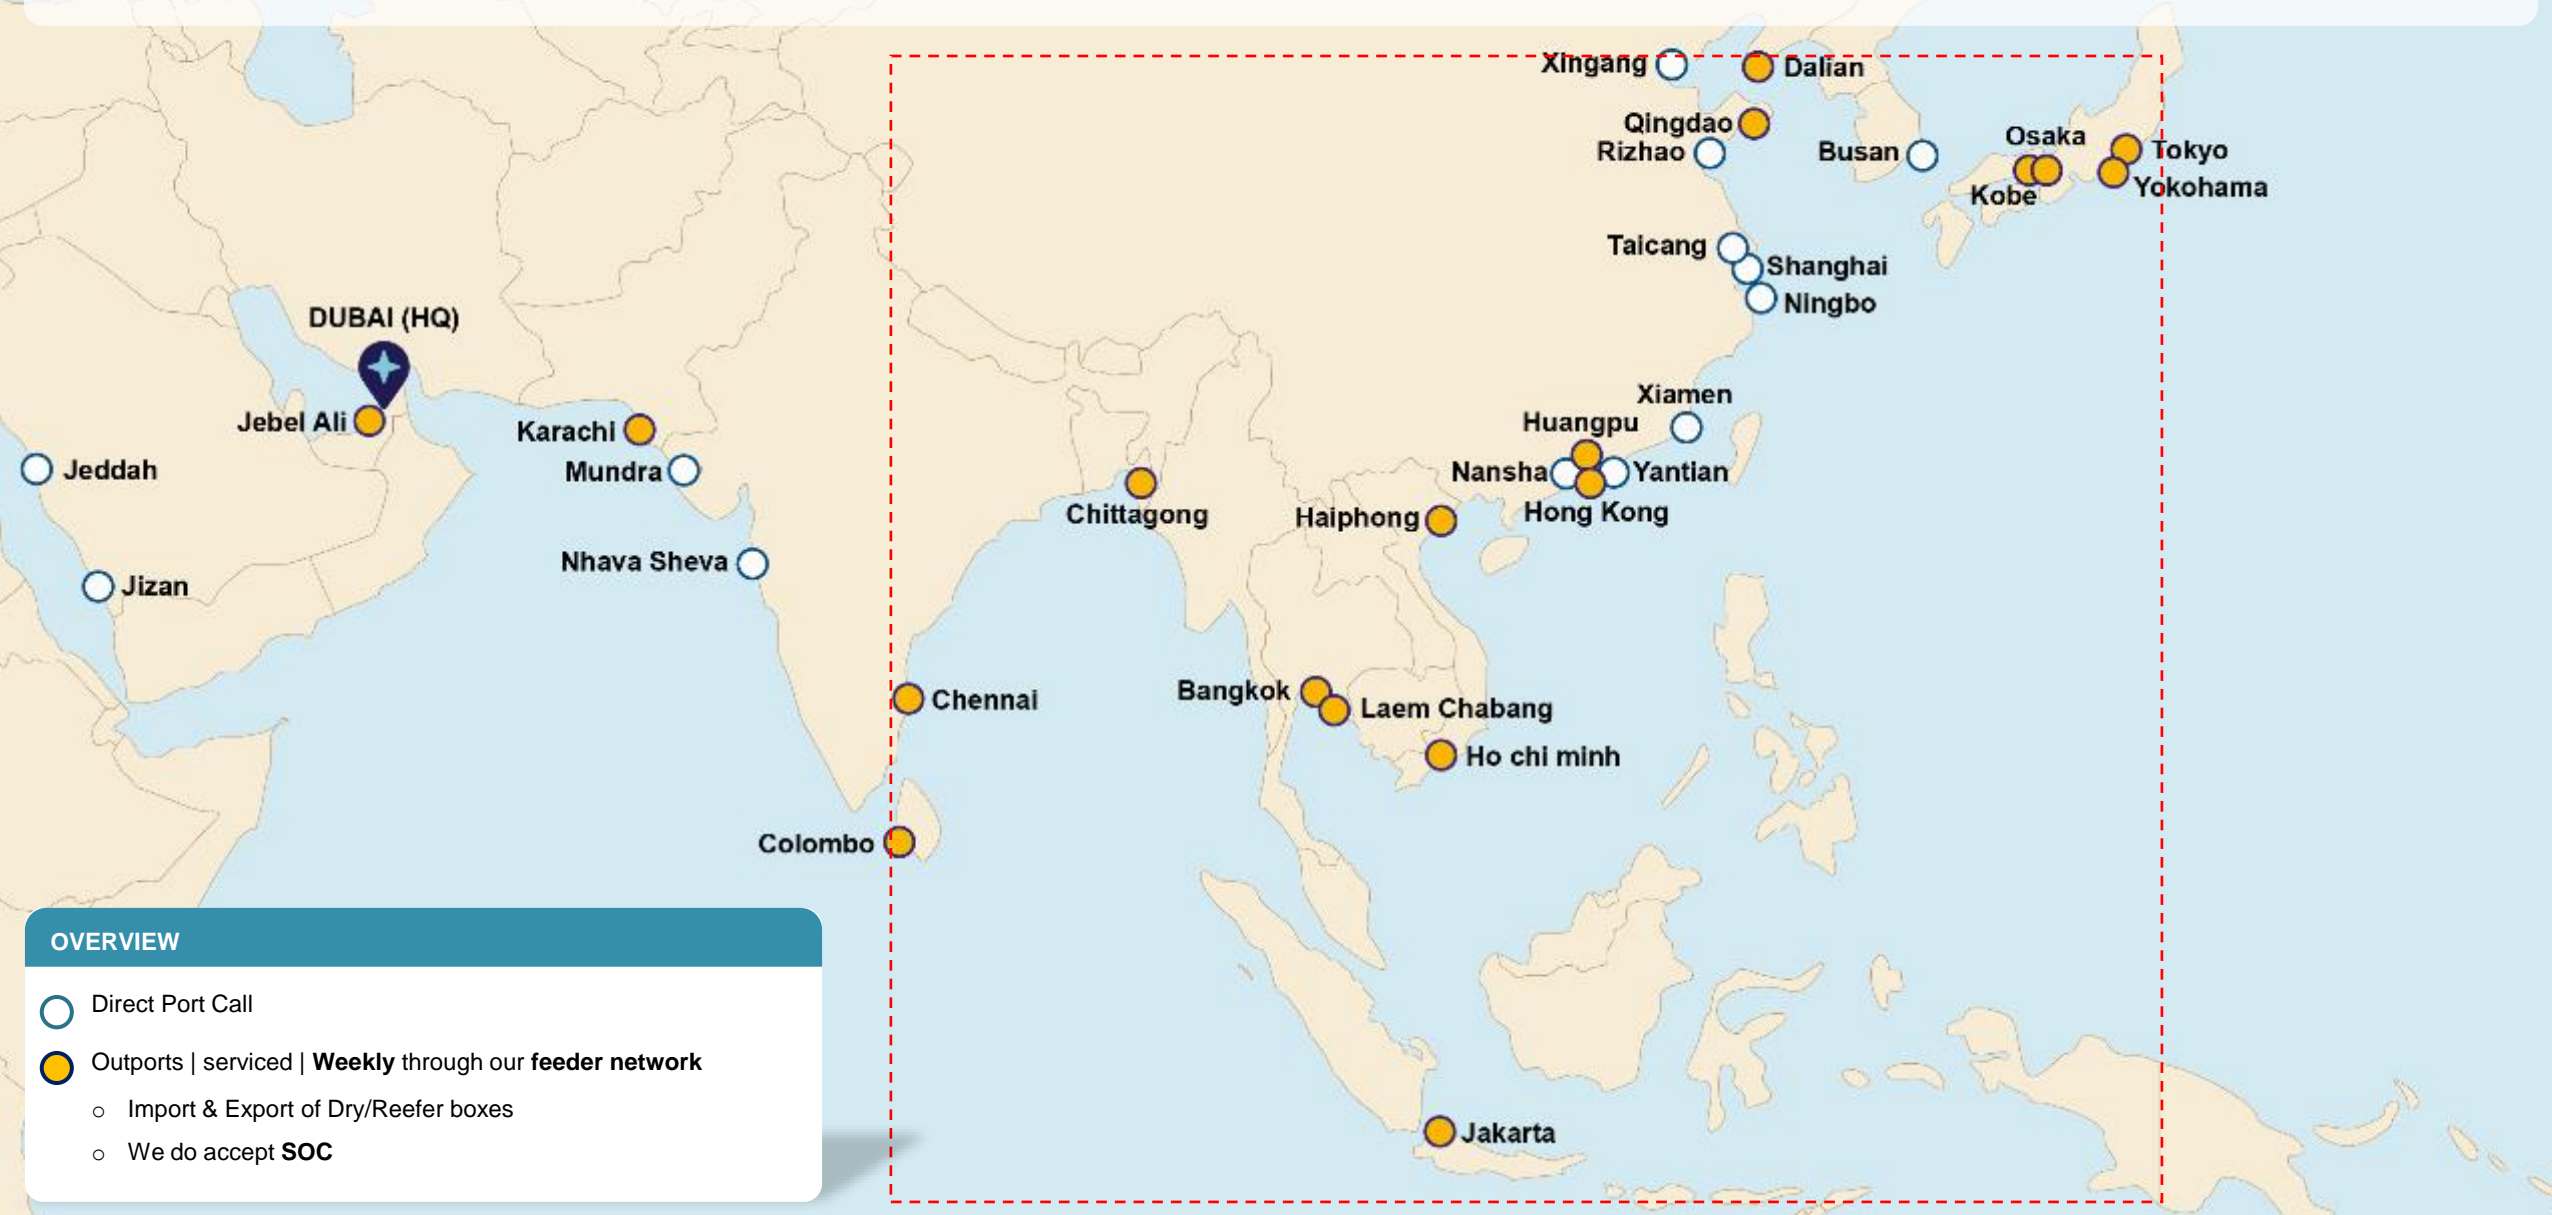 Xingang
Dalian
Qingdao
Rizhao
Busan
Osaka
Tokyo
Kobe
Yokohama
Taicang
Shanghai
Ningbo
DUBAI (HQ)
Jebel Ali
Karachi
Xiamen
Huangpu
Jeddah
Mundra
Nansha
Yantian
Chittagong
Haiphong
Hong Kong
Nhava Sheva
Jizan
Chennai
Bangkok
Laem Chabang
Ho chi minh
Colombo
Jakarta
OVERVIEW
Direct Port Call
Outports | serviced | Weekly through our feeder network
o Import & Export of Dry/Reefer boxes
o We do accept SOC